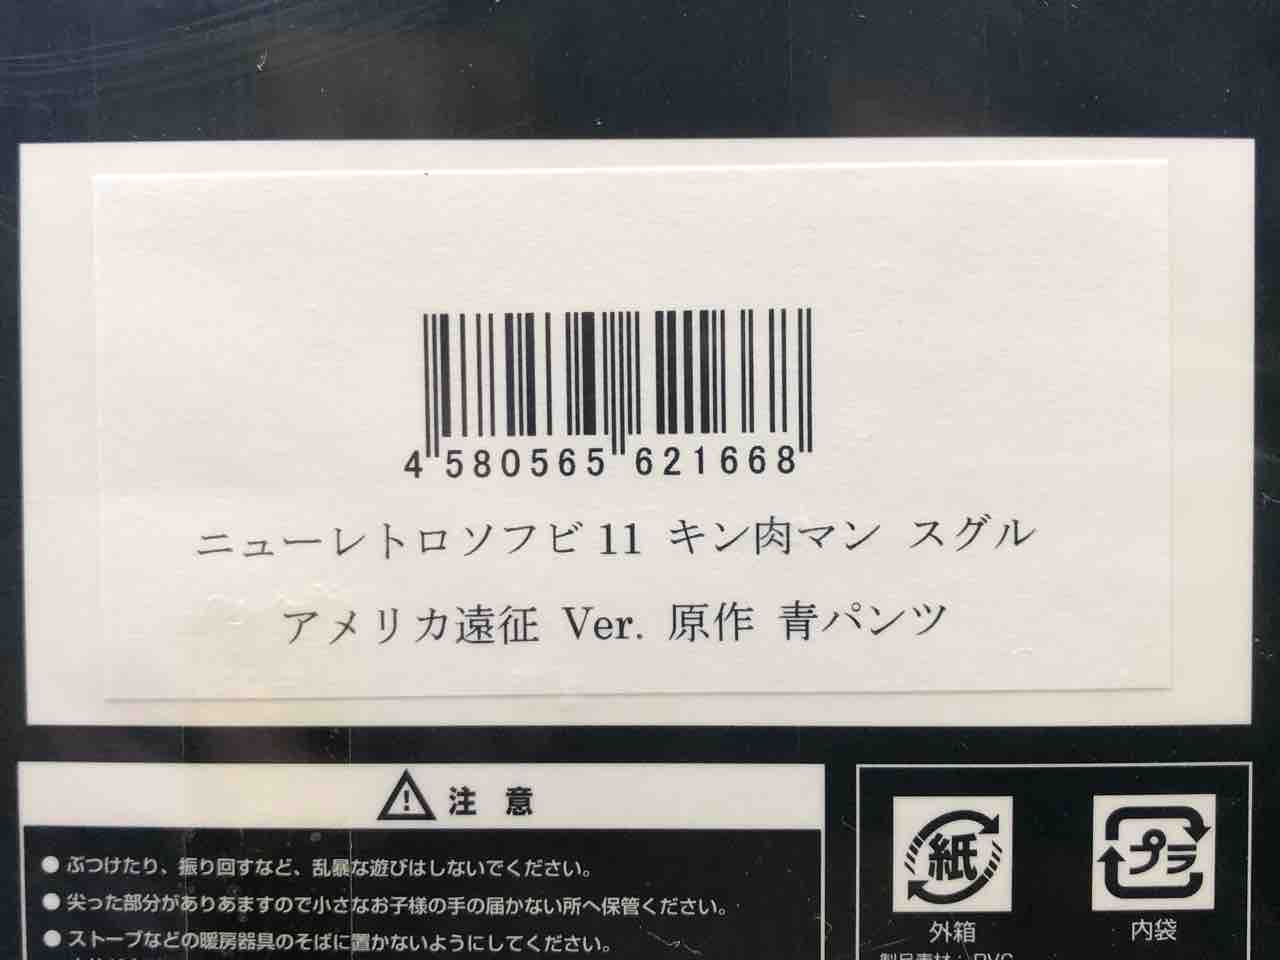 4 580565 621668
ニューレトロソフビ 11 キン肉マン スグル
アメリカ遠征 Ver. 原作 青パンツ
注 意
●ぶつけたり、振り回すなど、乱暴な遊びはしないでください。
●尖った部分がありあますので小さなお子様の手の届かない所へ保管ください。
●ストーブなどの暖房器具のそばに置かないようにしてください。
紙
外箱
プラ
内袋
製品素材：PVC